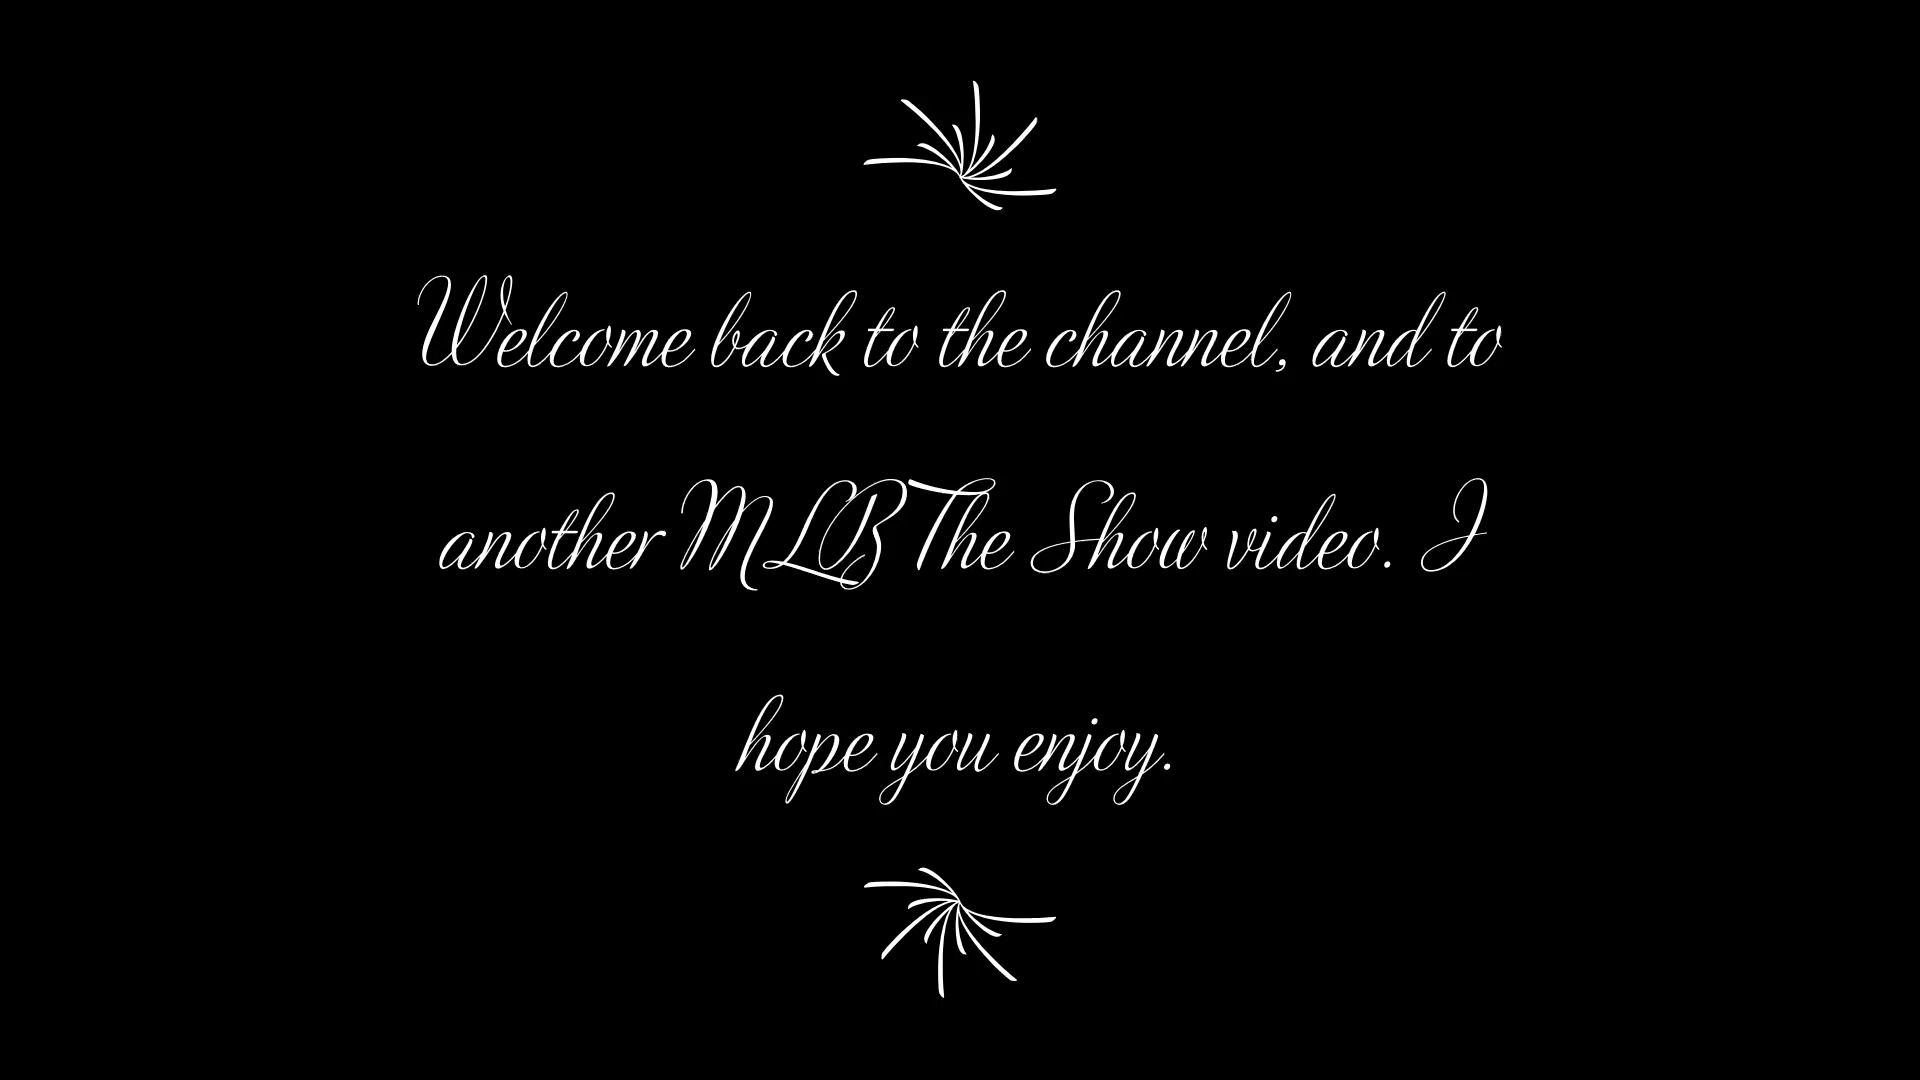 Welcome back to the channel, and to
another MLB The Show video. I
hope you enjoy.